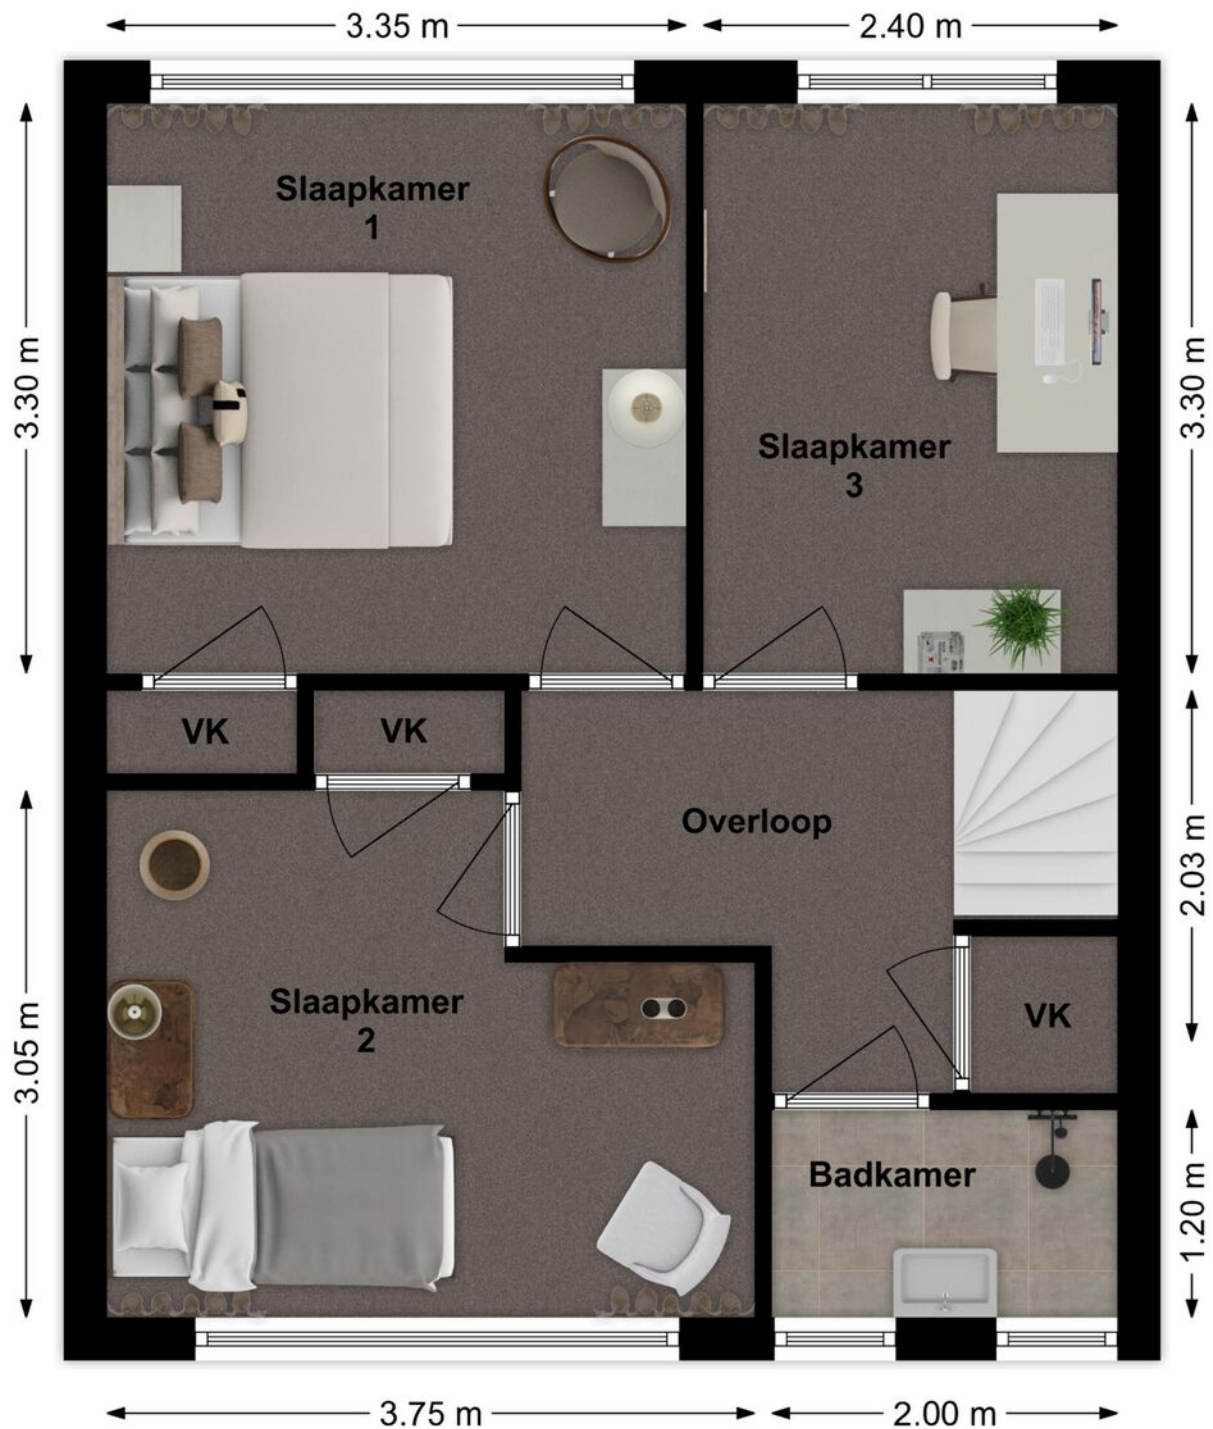 3.35 m
2.40 m
Slaapkamer
1
3.30 m
3.30 m
Slaapkamer
3
VK
VK
Overloop
2.03 m
Slaapkamer
2
3.05 m
VK
Badkamer
1.20 m
3.75 m
2.00 m